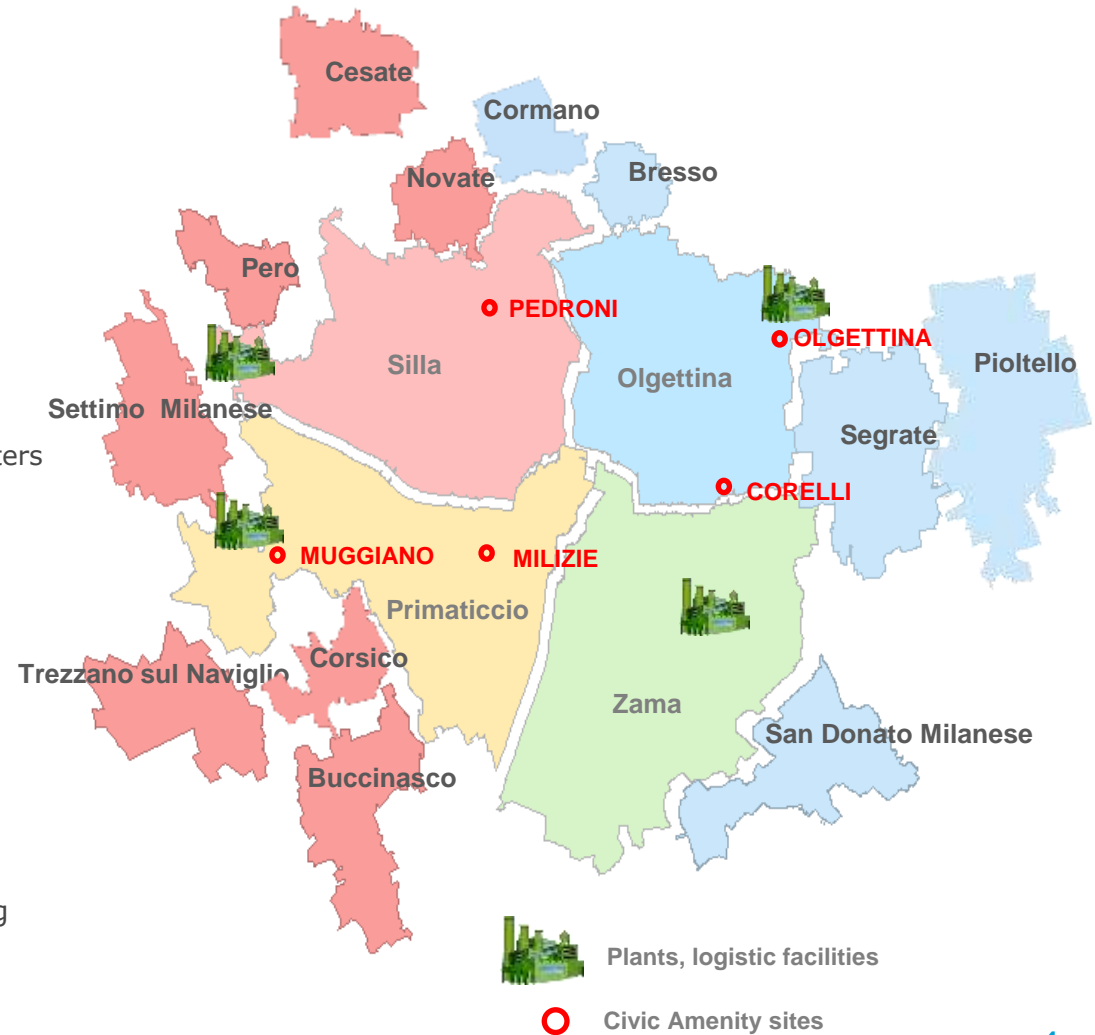 Cesate
Cormano
Bresso
Novate
Pero
PEDRONI
OLGETTINA
Silla
Olgettina
Pioltello
Settimo Milanese
Segrate
ters
CORELLI
MUGGIANO
MILIZIE
Primaticcio
Corsico
Trezzano sul Naviglio
Zama
San Donato Milanese
Buccinasco
g
Plants, logistic facilities
Civic Amenity sites